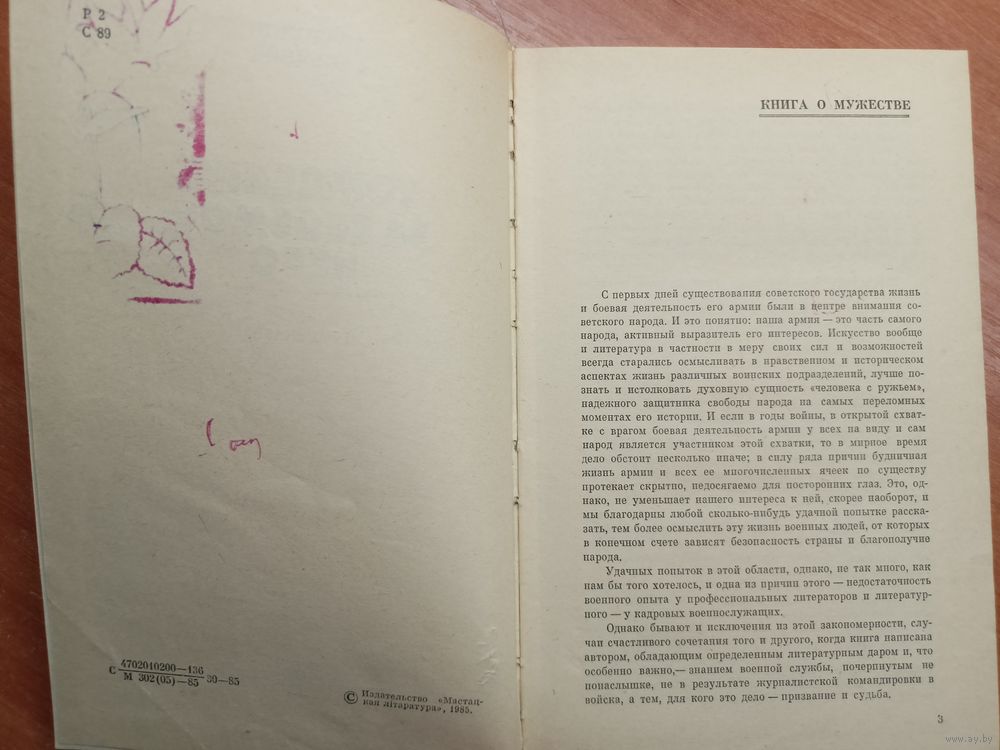 Р 2
С 89
С 4702010200—136
М 302(05)—85 39—85
© Издательство «Мастац-
кая літаратура», 1985.
КНИГА О МУЖЕСТВЕ
С первых дней существования советского государства жизнь
и боевая деятельность его армии были в центре внимания со-
ветского народа. И это понятно: наша армия — это часть самого
народа, активный выразитель его интересов. Искусство вообще
и литература в частности в меру своих сил и возможностей
всегда старались осмысливать в нравственном и историческом
аспектах жизнь различных воинских подразделений, лучше по-
знать и истолковать духовную сущность «человека с ружьем»,
надежного защитника свободы народа на самых переломных
моментах его истории. И если в годы войны, в открытой схват-
ке с врагом боевая деятельность армии у всех на виду и сам
народ является участником этой схватки, то в мирное время
дело обстоит несколько иначе; в силу ряда причин будничная
жизнь армии и всех ее многочисленных ячеек по существу
протекает скрытно, недосягаемо для посторонних глаз. Это, од-
нако, не уменьшает нашего интереса к ней, скорее наоборот, и
мы благодарны любой сколько-нибудь удачной попытке расска-
зать, тем более осмыслить эту жизнь военных людей, от которых
в конечном счете зависят безопасность страны и благополучие
народа.
Удачных попыток в этой области, однако, не так много, как
нам бы того хотелось, и одна из причин этого — недостаточность
военного опыта у профессиональных литераторов и литератур-
ного — у кадровых военнослужащих.
Однако бывают и исключения из этой закономерности, слу-
чаи счастливого сочетания того и другого, когда книга написана
автором, обладающим определенным литературным даром и, что
особенно важно,— знанием военной службы, почерпнутым не
понаслышке, не в результате журналистской командировки в
войска, а тем, для кого это дело — призвание и судьба.
3
www.ay.by